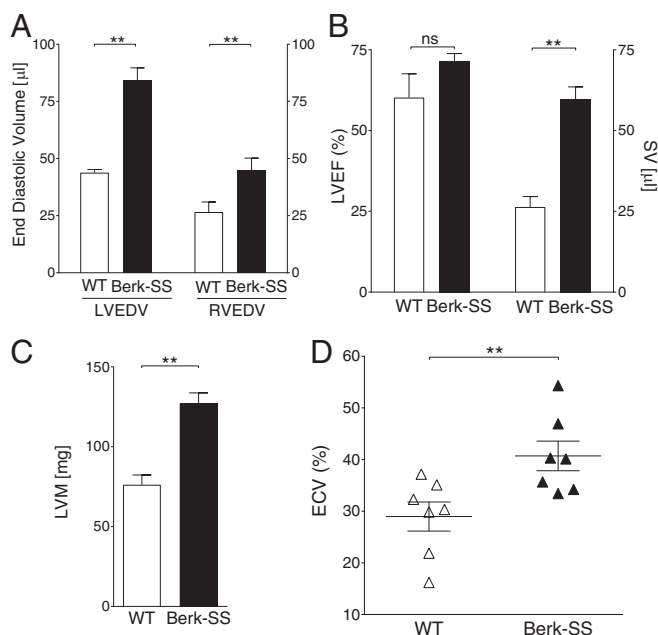 A
End Diastolic Volume [µl]
100
75
50
25
0
**
**
100
75
50
25
0
WT Berk-SS WT Berk-SS
LVEDV RVEDV
B
LVEF (%)
75
50
25
0
ns
**
75
50
25
0
SV [µl]
WT Berk-SS WT Berk-SS
C
LVM [mg]
150
100
50
0
**
WT Berk-SS
D
ECV (%)
60
50
40
30
20
10
**
WT Berk-SS